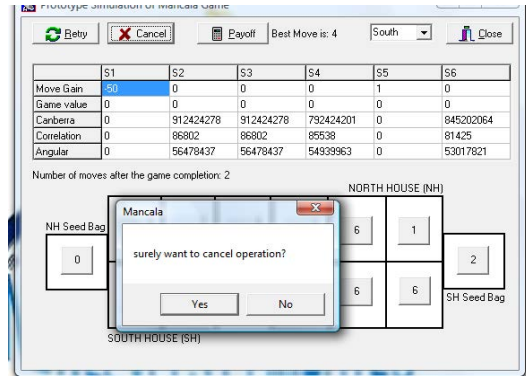 Prototype Simulation of Mancala Game
Retty Cancel Payoff Best Move is: 4 South Close
S1 S2 S3 S4 S5 S6
Move Gain -50 0 0 0 1 0
Game value 0 0 0 0 0 0
Canberra 0 912424278 912424278 792424201 0 845202064
Correlation 0 86802 86802 85538 0 81425
Angular 0 56478437 56478437 54939963 0 53017821
Number of moves after the game completion: 2
NORTH HOUSE (NH)
Mancala
NH Seed Bag
6 1
surely want to cancel operation?
0 2
Yes No
6 6
SH Seed Bag
SOUTH HOUSE (SH)